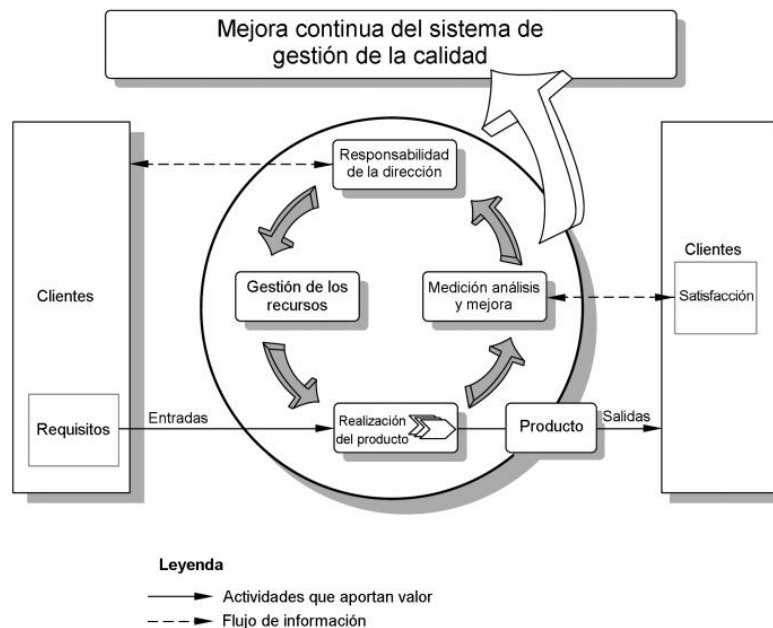 Mejora continua del sistema de
gestión de la calidad
Responsabilidad
de la dirección
Clientes
Gestión de los
recursos
Medición análisis
y mejora
Clientes
Satisfacción
Requisitos
Entradas
Realización
del producto
Producto
Salidas
Leyenda
Actividades que aportan valor
Flujo de información